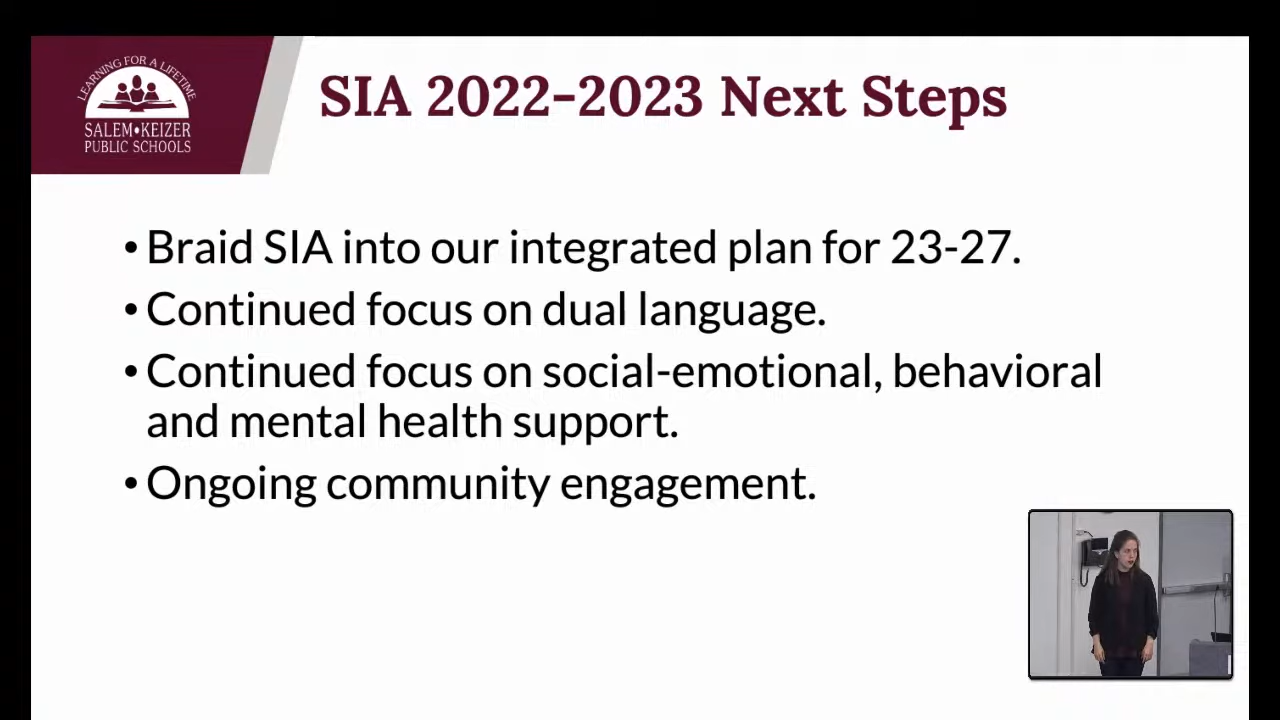 LEARNING FOR A LIFETIME
SALEM•KEIZER
PUBLIC SCHOOLS
SIA 2022-2023 Next Steps
• Braid SIA into our integrated plan for 23-27.
• Continued focus on dual language.
• Continued focus on social-emotional, behavioral
and mental health support.
• Ongoing community engagement.